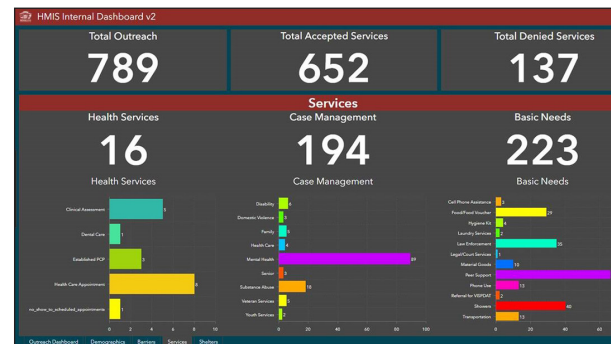 HMIS Internal Dashboard v2
Total Outreach
789
Total Accepted Services
652
Total Denied Services
137
Services
Health Services
16
Case Management
194
Basic Needs
223
Health Services
Clinical Assessment
5
Dental Care
1
Established PCP
3
Health Care Appointment
8
no_show_to_scheduled_appointments
1
0 2 4 6 8 10
Case Management
Disability
Domestic Violence
Family
5
Health Care
Mental Health
89
Senior
Substance Abuse
18
Veteran Services
5
Youth Services
2
0 20 40 60 80 100
Basic Needs
Cell Phone Assistance
3
Food/Food Voucher
29
Hygiene Kit
4
Laundry Services
2
Law Enforcement
35
Legal/Court Services
1
Material Goods
10
Peer Support
Phone Use
13
Referral for VISPDAT
2
Showers
40
Transportation
13
0 20 40 60
Outreach Dashboard Demographics Barriers Services Shelters